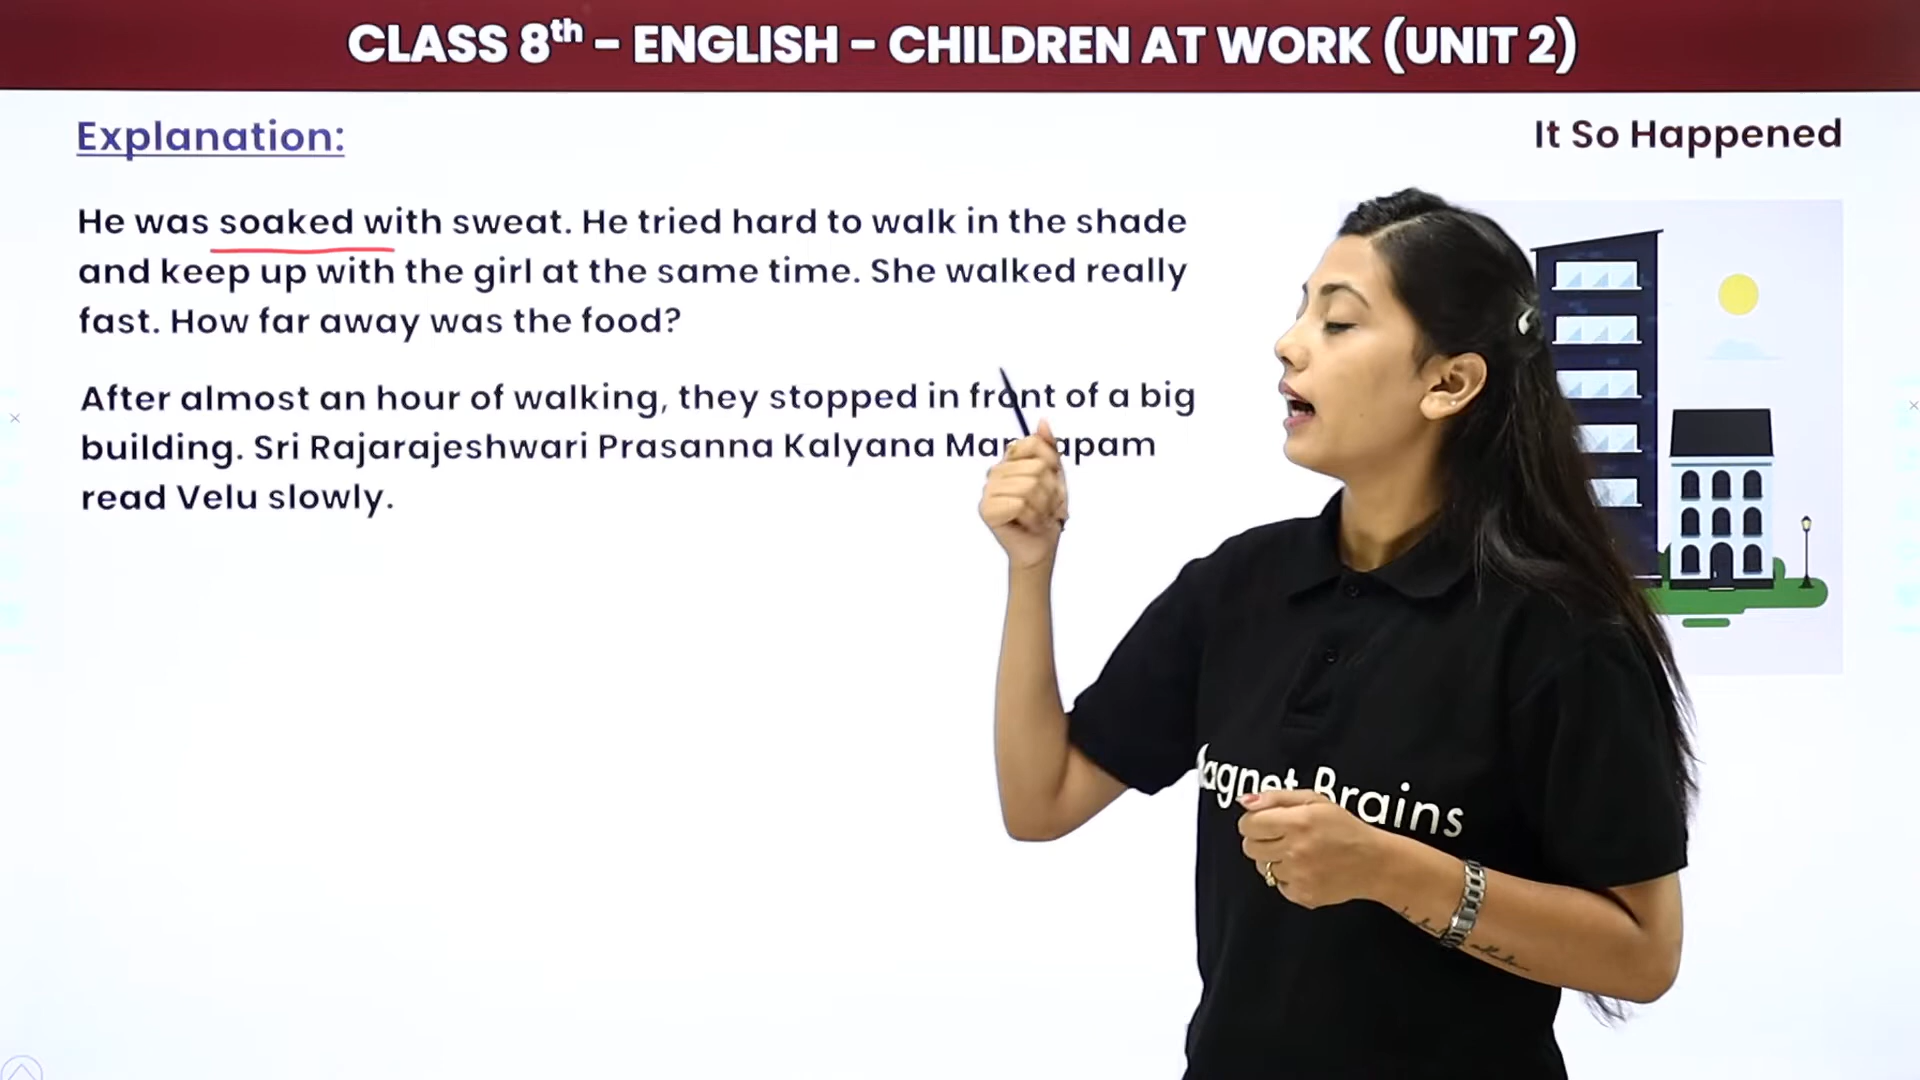 CLASS 8th – ENGLISH – CHILDREN AT WORK (UNIT 2)
Explanation:
It So Happened
He was soaked with sweat. He tried hard to walk in the shade
and keep up with the girl at the same time. She walked really
fast. How far away was the food?
After almost an hour of walking, they stopped in front of a big
building. Sri Rajarajeshwari Prasanna Kalyana
read Velu slowly.
Brains